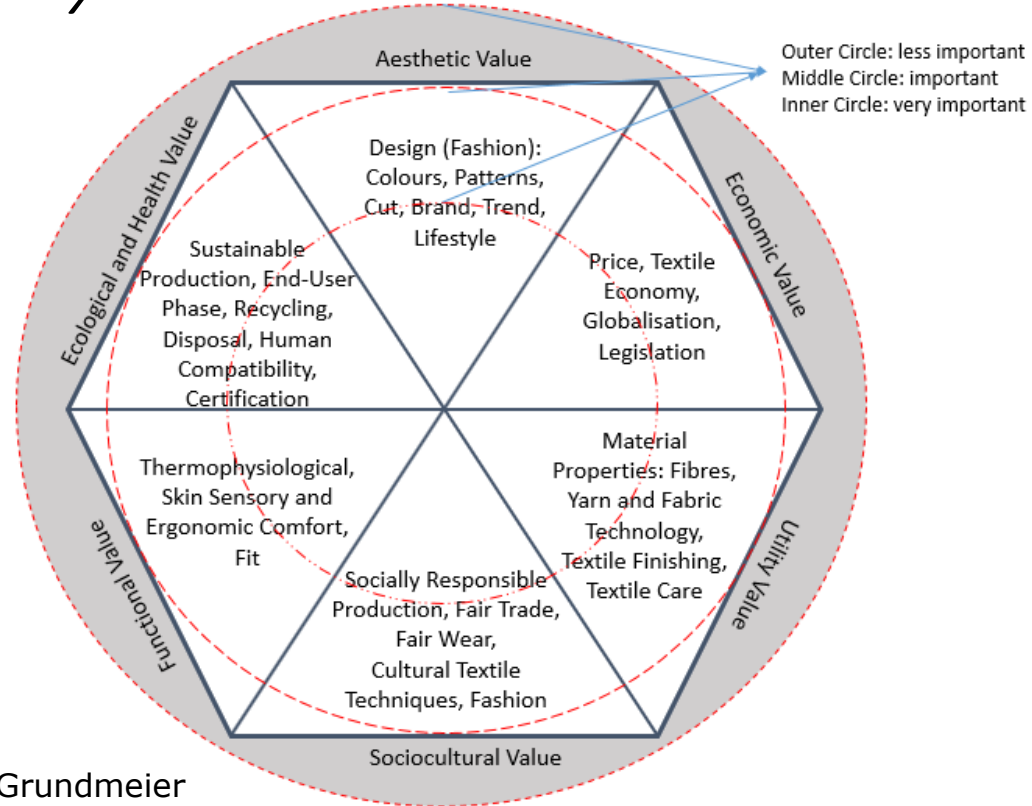 Outer Circle: less important
Middle Circle: important
Inner Circle: very important
Aesthetic Value
Design (Fashion):
Colours, Patterns,
Cut, Brand, Trend,
Lifestyle
Ecological and Health Value
Sustainable
Production, End-User
Phase, Recycling,
Disposal, Human
Compatibility,
Certification
Economic Value
Price, Textile
Economy,
Globalisation,
Legislation
Functional Value
Thermophysiological,
Skin Sensory and
Ergonomic Comfort,
Fit
Utility Value
Material
Properties: Fibres,
Yarn and Fabric
Technology,
Textile Finishing,
Textile Care
Socially Responsible
Production, Fair Trade,
Fair Wear,
Cultural Textile
Techniques, Fashion
Sociocultural Value
Grundmeier